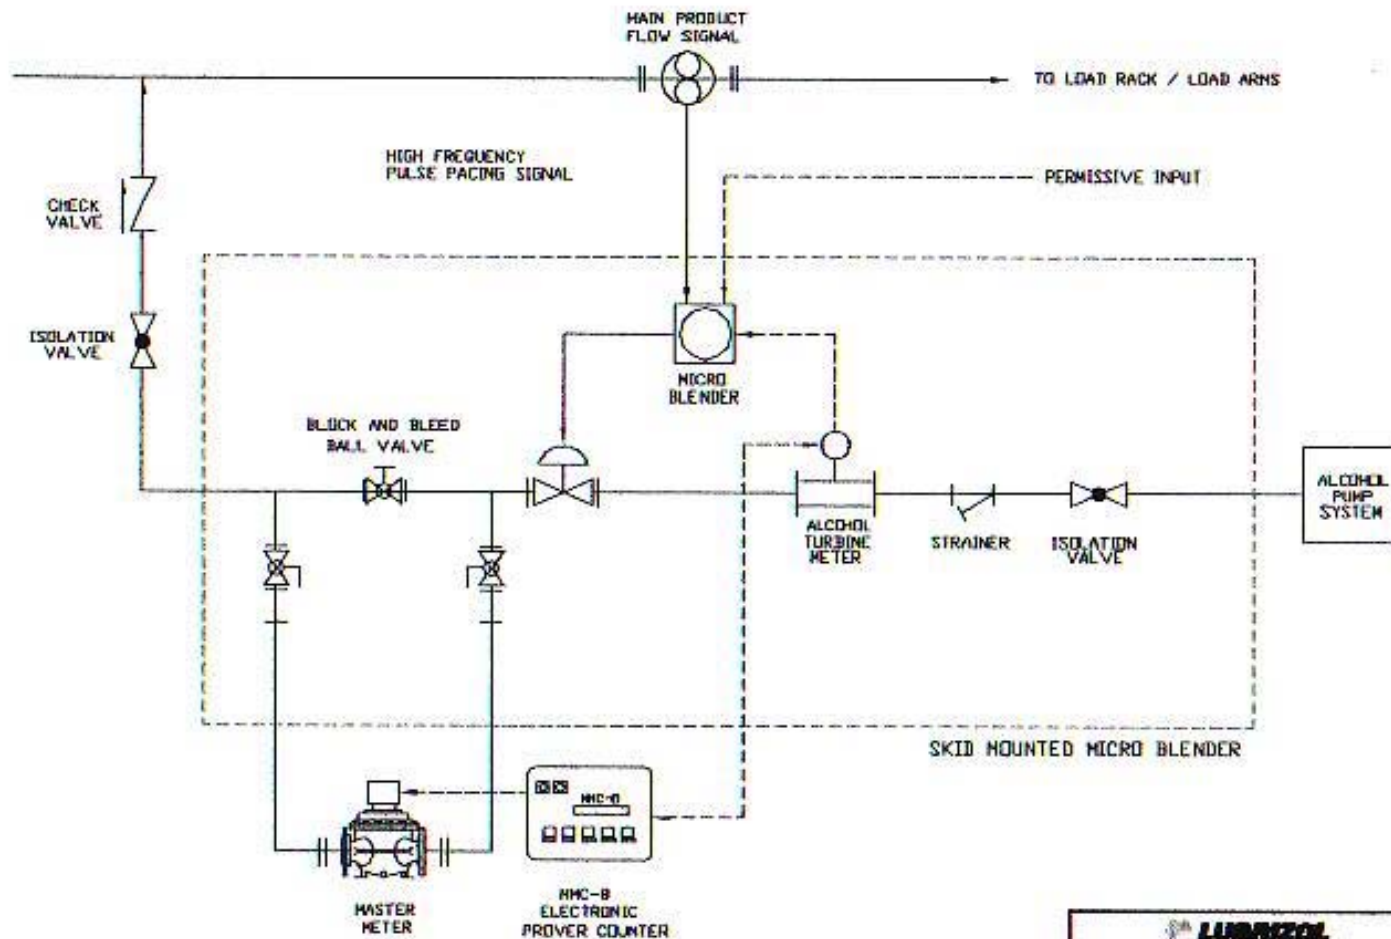 MAIN PRODUCT
FLOW SIGNAL
TO LOAD RACK / LOAD ARMS
HIGH FREQUENCY
PULSE PACING SIGNAL
PERMISSIVE INPUT
CHECK
VALVE
ISOLATION
VALVE
MICRO
BLENDER
BLOCK AND BLEED
BALL VALVE
ALCOHOL
TURBINE
METER
STRAINER
ISOLATION
VALVE
ALCOHOL
PUMP
SYSTEM
SKID MOUNTED MICRO BLENDER
MASTER
METER
MMC-8
ELECTRONIC
PROVER COUNTER
LUBRIZOL